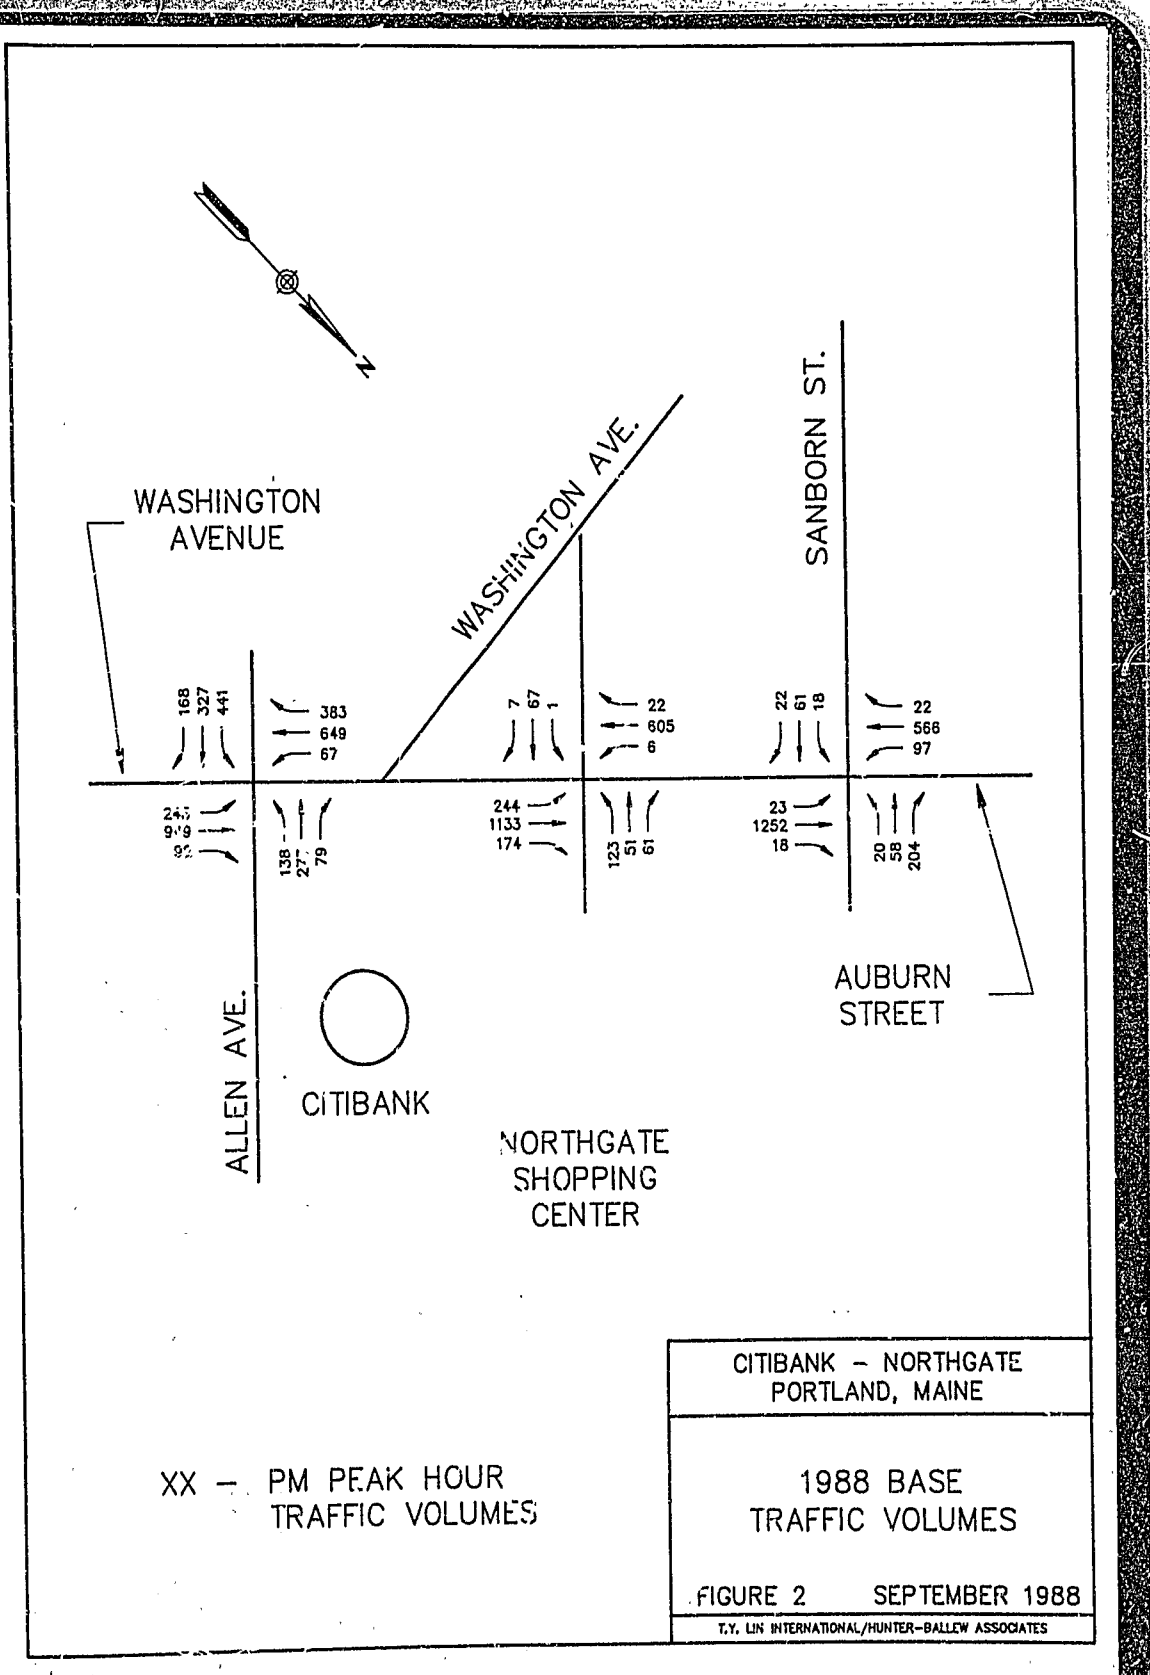 N
SANBORN ST.
WASHINGTON AVE.
WASHINGTON
AVENUE
168
327
441
383
649
67
7
67
1
22
605
6
22
61
18
22
566
97
138
277
79
244
1133
174
123
51
61
23
1252
18
20
58
204
AUBURN
STREET
ALLEN AVE.
CITIBANK
NORTHGATE
SHOPPING
CENTER
CITIBANK - NORTHGATE
PORTLAND, MAINE
XX - PM PEAK HOUR
TRAFFIC VOLUMES
1988 BASE
TRAFFIC VOLUMES
FIGURE 2 SEPTEMBER 1988
T.Y. LIN INTERNATIONAL/HUNTER-BALLEW ASSOCIATES